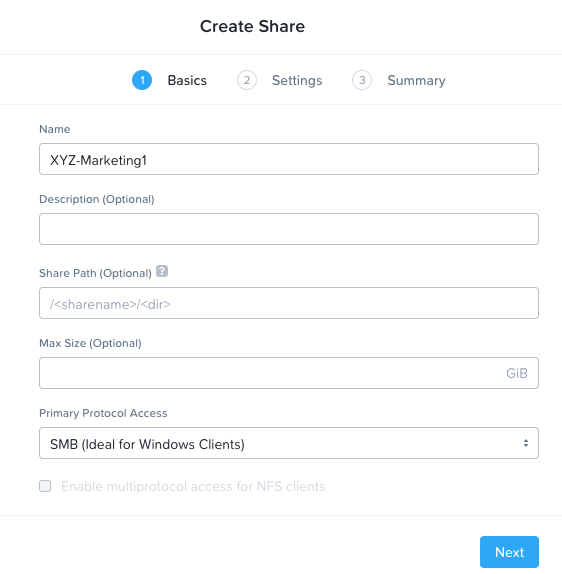 Create Share
1 Basics 2 Settings 3 Summary
Name
XYZ-Marketing1
Description (Optional)
Share Path (Optional) ?
/<sharename>/<dir>
Max Size (Optional)
GiB
Primary Protocol Access
SMB (Ideal for Windows Clients)
Enable multiprotocol access for NFS clients
Next